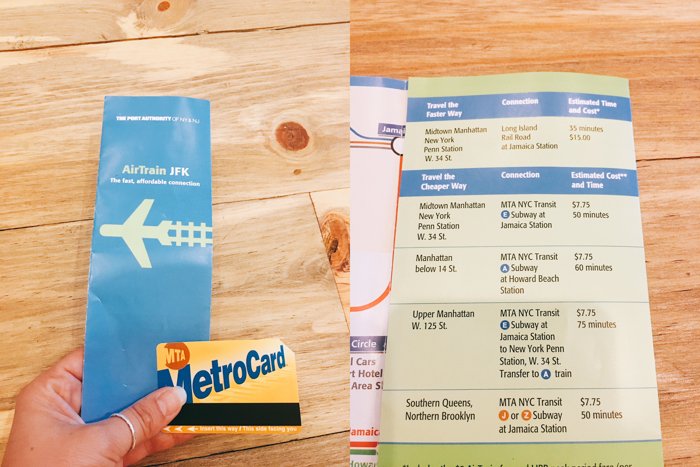 THE PORT AUTHORITY OF NY & NJ
AirTrain JFK
The fast, affordable connection
MTA
MetroCard
Insert this way / This side facing you
Travel the
Faster Way
Connection
Estimated Time
and Cost*
Midtown Manhattan
New York
Penn Station
W. 34 St.
Long Island
Rail Road
at Jamaica Station
35 minutes
$15.00
Travel the
Cheaper Way
Connection
Estimated Cost**
and Time
Midtown Manhattan
New York
Penn Station
W. 34 St.
MTA NYC Transit
E Subway at
Jamaica Station
$7.75
50 minutes
Manhattan
below 14 St.
MTA NYC Transit
A Subway
at Howard Beach
Station
$7.75
60 minutes
Upper Manhattan
W. 125 St.
MTA NYC Transit
E Subway at
Jamaica Station
to New York Penn
Station, W. 34 St.
Transfer to A train
$7.75
75 minutes
Southern Queens,
Northern Brooklyn
MTA NYC Transit
J or Z Subway
at Jamaica Station
$7.75
50 minutes
Jamai
Circle
l Cars
rt Hotel
Area S
amaica
Howar